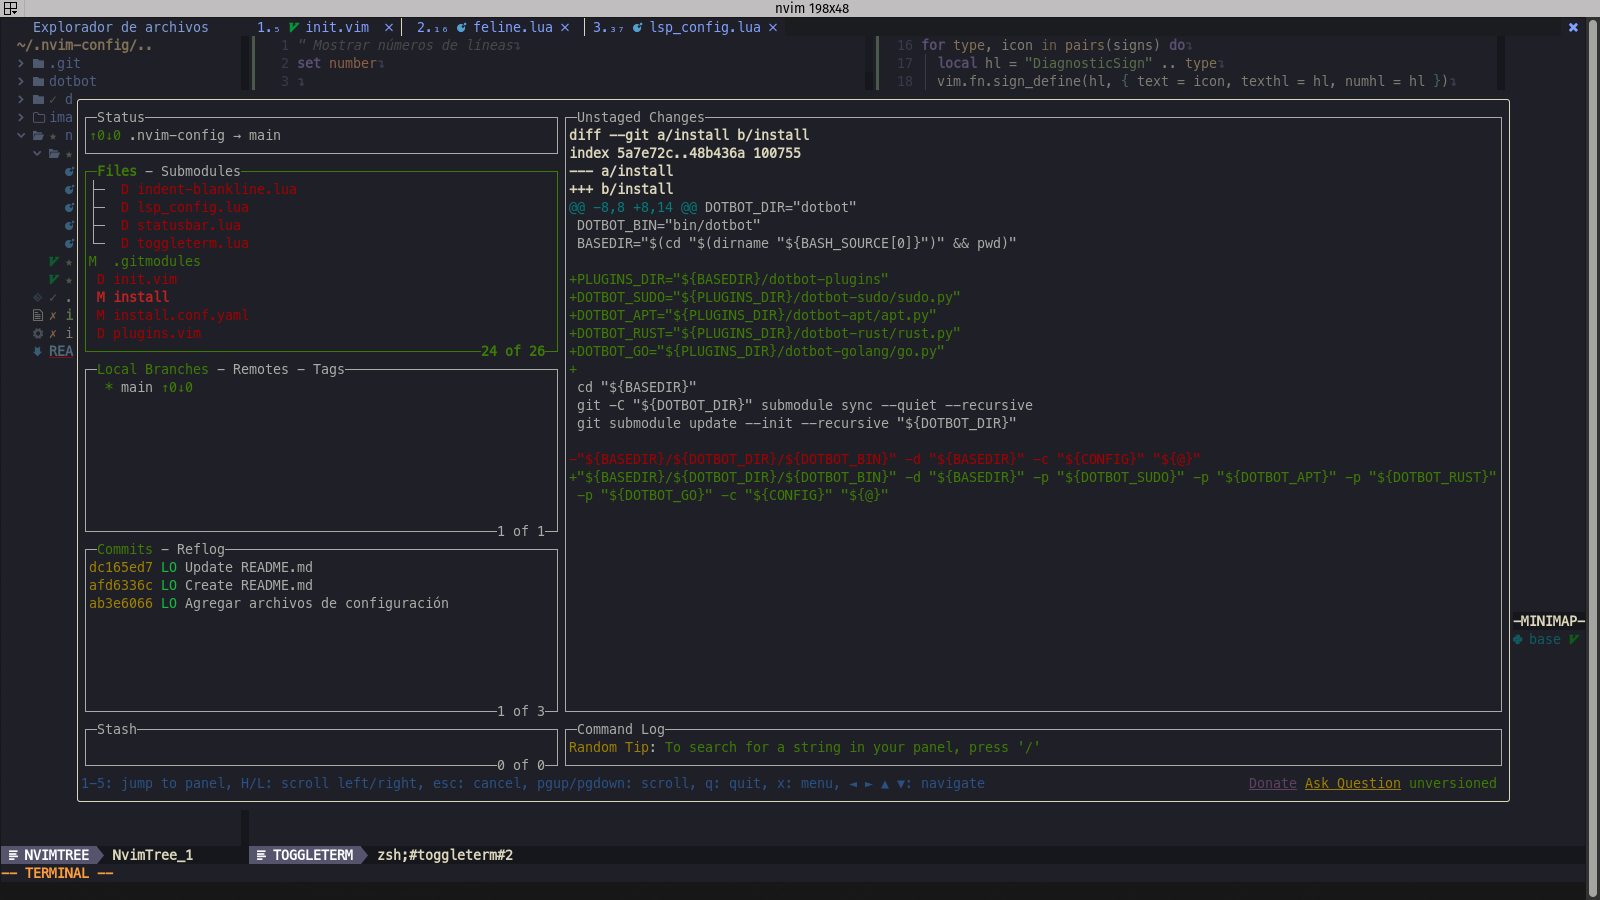 nvim 198x48
Explorador de archivos
1.₅ init.vim ✕
2.₁₆ feline.lua ✕
3.₃₇ lsp_config.lua ✕
~/.nvim-config/..
> .git
> dotbot
> ✓ d
> ima
★ n
★
★
★
✓ .
✗ i
✗ i
REA
1 " Mostrar números de líneas
2 set number
3
16 for type, icon in pairs(signs) do
17 local hl = "DiagnosticSign" .. type
18 vim.fn.sign_define(hl, { text = icon, texthl = hl, numhl = hl })
Status
↑0↓0 .nvim-config → main
Files - Submodules
├─ D indent-blankline.lua
├─ D lsp_config.lua
├─ D statusbar.lua
└─ D toggleterm.lua
M .gitmodules
D init.vim
M install
M install.conf.yaml
D plugins.vim
24 of 26
Local Branches - Remotes - Tags
* main ↑0↓0
1 of 1
Commits - Reflog
dc165ed7 LO Update README.md
afd6336c LO Create README.md
ab3e6066 LO Agregar archivos de configuración
1 of 3
Stash
0 of 0
Unstaged Changes
diff --git a/install b/install
index 5a7e72c..48b436a 100755
--- a/install
+++ b/install
@@ -8,8 +8,14 @@ DOTBOT_DIR="dotbot"
DOTBOT_BIN="bin/dotbot"
BASEDIR="$(cd "$(dirname "${BASH_SOURCE[0]}")" && pwd)"
+PLUGINS_DIR="${BASEDIR}/dotbot-plugins"
+DOTBOT_SUDO="${PLUGINS_DIR}/dotbot-sudo/sudo.py"
+DOTBOT_APT="${PLUGINS_DIR}/dotbot-apt/apt.py"
+DOTBOT_RUST="${PLUGINS_DIR}/dotbot-rust/rust.py"
+DOTBOT_GO="${PLUGINS_DIR}/dotbot-golang/go.py"
+
cd "${BASEDIR}"
git -C "${DOTBOT_DIR}" submodule sync --quiet --recursive
git submodule update --init --recursive "${DOTBOT_DIR}"
-"${BASEDIR}/${DOTBOT_DIR}/${DOTBOT_BIN}" -d "${BASEDIR}" -c "${CONFIG}" "${@}"
+"${BASEDIR}/${DOTBOT_DIR}/${DOTBOT_BIN}" -d "${BASEDIR}" -p "${DOTBOT_SUDO}" -p "${DOTBOT_APT}" -p "${DOTBOT_RUST}"
-p "${DOTBOT_GO}" -c "${CONFIG}" "${@}"
Command Log
Random Tip: To search for a string in your panel, press '/'
1-5: jump to panel, H/L: scroll left/right, esc: cancel, pgup/pgdown: scroll, q: quit, x: menu, ◄ ► ▲ ▼: navigate
Donate Ask Question unversioned
-MINIMAP-
base
NVIMTREE NvimTree_1
TOGGLETERM zsh;#toggleterm#2
-- TERMINAL --